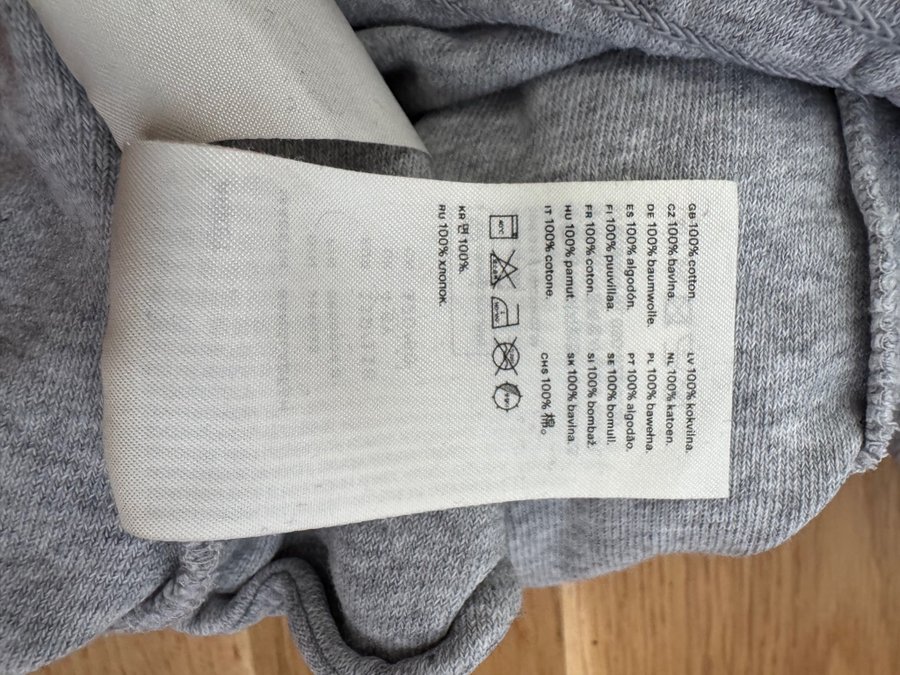 GB 100% cotton.
CZ 100% bavlna.
DE 100% baumwolle.
ES 100% algodón.
FI 100% puuvillaa.
FR 100% coton.
HU 100% pamut.
IT 100% cotone.
LV 100% kokvilna.
NL 100% katoen.
PL 100% bawełna.
PT 100% algodão.
SE 100% bomull.
SI 100% bombaž.
SK 100% bavlna.
CHS 100% 棉。
KR 면 100%.
RU 100% хлопок.
40°C